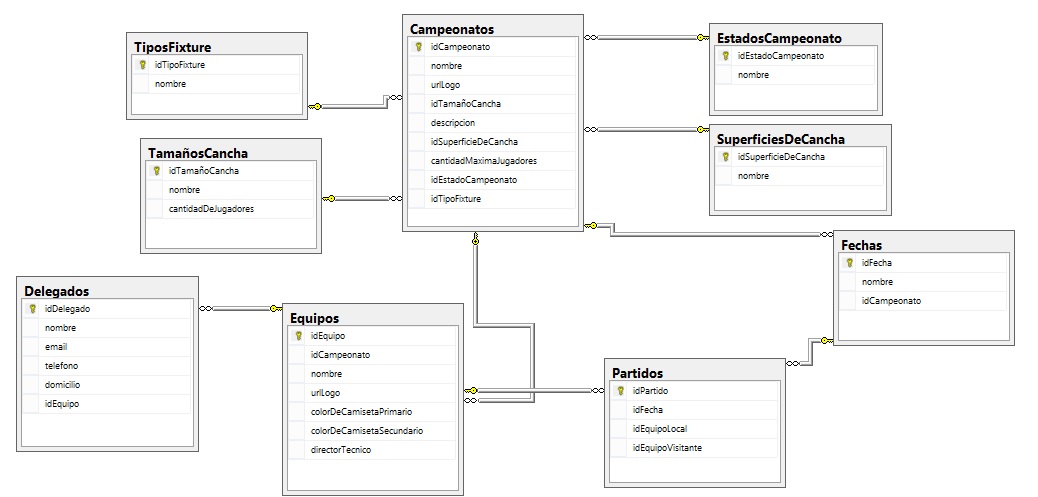 TiposFixture
idTipoFixture
nombre
Campeonatos
idCampeonato
nombre
urlLogo
idTamañoCancha
descripcion
idSuperficieDeCancha
cantidadMaximaJugadores
idEstadoCampeonato
idTipoFixture
EstadosCampeonato
idEstadoCampeonato
nombre
TamañosCancha
idTamañoCancha
nombre
cantidadDeJugadores
SuperficiesDeCancha
idSuperficieDeCancha
nombre
Fechas
idFecha
nombre
idCampeonato
Delegados
idDelegado
nombre
email
telefono
domicilio
idEquipo
Equipos
idEquipo
idCampeonato
nombre
urlLogo
colorDeCamisetaPrimario
colorDeCamisetaSecundario
directorTecnico
Partidos
idPartido
idFecha
idEquipoLocal
idEquipoVisitante